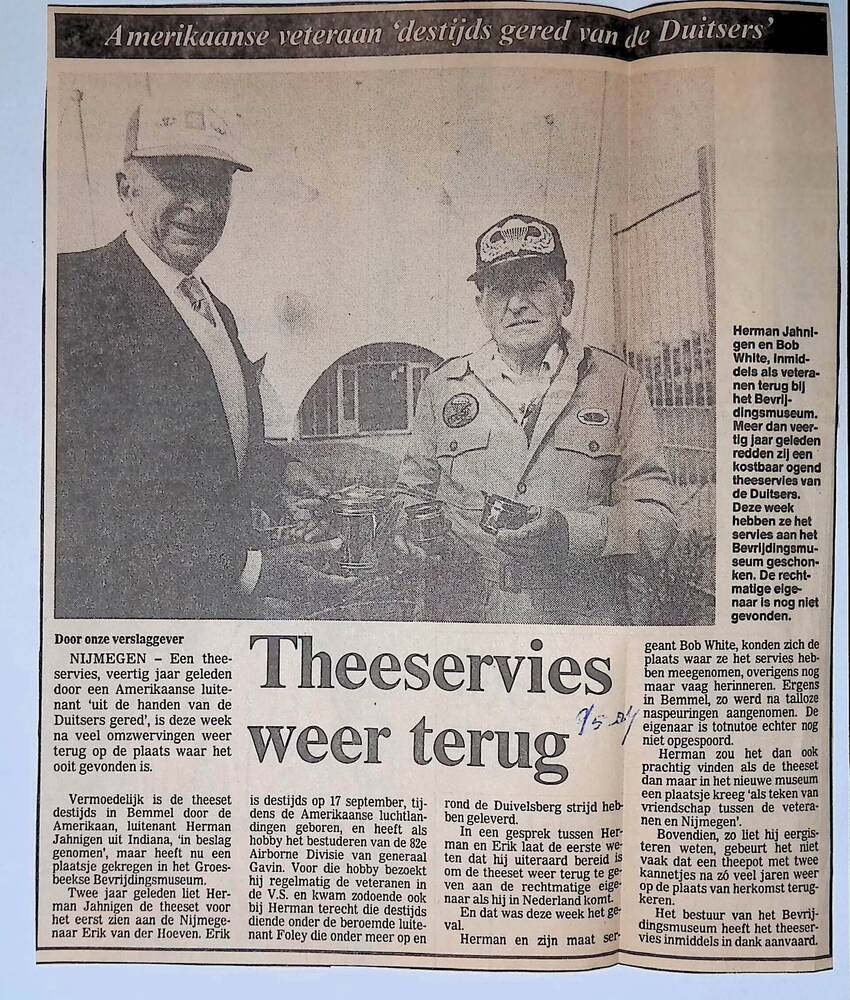 Amerikaanse veteraan 'destijds gered van de Duitsers'
Herman Jahni-
gen en Bob
White, inmid-
dels als vetera-
nen terug bij
het Bevrij-
dingsmuseum.
Meer dan veer-
tig jaar geleden
redden zij een
kostbaar ogend
theeservies van
de Duitsers.
Deze week
hebben ze het
servies aan het
Bevrijdingsmu-
seum geschon-
ken. De recht-
matige eige-
naar is nog niet
gevonden.
Theeservies
weer terug
Door onze verslaggever
NIJMEGEN – Een thee-
servies, veertig jaar geleden
door een Amerikaanse luite-
nant 'uit de handen van de
Duitsers gered', is deze week
na veel omzwervingen weer
terug op de plaats waar het
ooit gevonden is.
Vermoedelijk is de theeset
destijds in Bemmel door de
Amerikaan, luitenant Herman
Jahnigen uit Indiana, 'in beslag
genomen', maar heeft nu een
plaatsje gekregen in het Groes-
beekse Bevrijdingsmuseum.
Twee jaar geleden liet Her-
man Jahnigen de theeset voor
het eerst zien aan de Nijmege-
naar Erik van der Hoeven. Erik
is destijds op 17 september, tij-
dens de Amerikaanse luchtlan-
dingen geboren, en heeft als
hobby het bestuderen van de 82e
Airborne Divisie van generaal
Gavin. Voor die hobby bezoekt
hij regelmatig de veteranen in
de V.S. en kwam zodoende ook
bij Herman terecht die destijds
diende onder de beroemde luite-
nant Foley die onder meer op en
rond de Duivelsberg strijd heb-
ben geleverd.
In een gesprek tussen Her-
man en Erik laat de eerste we-
ten dat hij uiteraard bereid is
om de theeset weer terug te ge-
ven aan de rechtmatige eige-
naar als hij in Nederland komt.
En dat was deze week het ge-
val.
Herman en zijn maat ser-
geant Bob White, konden zich de
plaats waar ze het servies heb-
ben meegenomen, overigens nog
maar vaag herinneren. Ergens
in Bemmel, zo werd na talloze
naspeuringen aangenomen. De
eigenaar is totnutoe echter nog
niet opgespoord.
Herman zou het dan ook
prachtig vinden als de theeset
dan maar in het nieuwe museum
een plaatsje kreeg 'als teken van
vriendschap tussen de vetera-
nen en Nijmegen'.
Bovendien, zo liet hij eergis-
teren weten, gebeurt het niet
vaak dat een theepot met twee
kannetjes na zó veel jaren weer
op de plaats van herkomst terug-
keren.
Het bestuur van het Bevrij-
dingsmuseum heeft het theeser-
vies inmiddels in dank aanvaard.